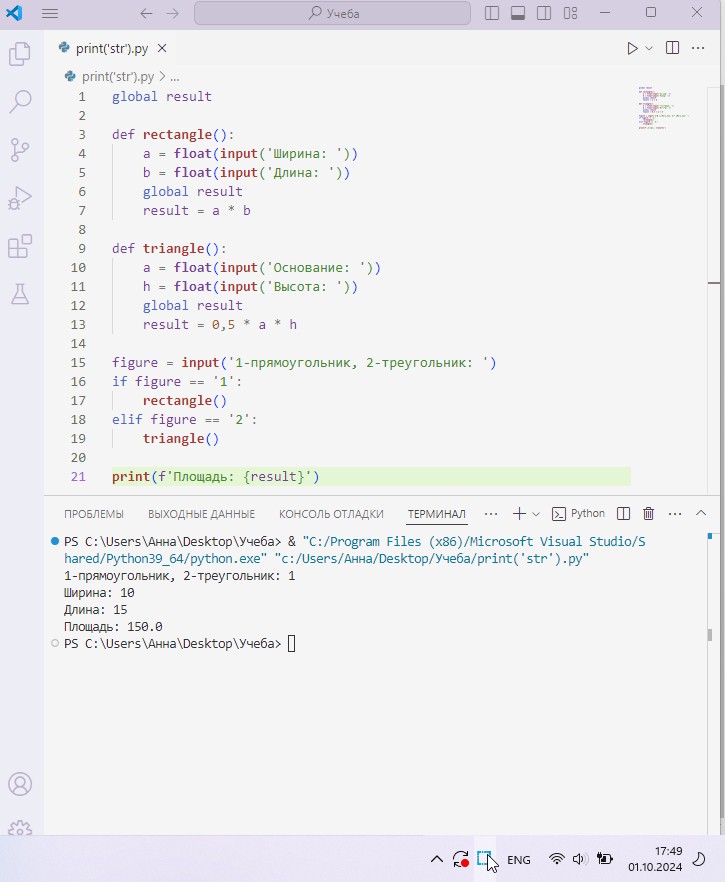 Учеба
print('str').py
print('str').py > ...
1 global result
2
3 def rectangle():
4     a = float(input('Ширина: '))
5     b = float(input('Длина: '))
6     global result
7     result = a * b
8
9 def triangle():
10     a = float(input('Основание: '))
11     h = float(input('Высота: '))
12     global result
13     result = 0,5 * a * h
14
15 figure = input('1-прямоугольник, 2-треугольник: ')
16 if figure == '1':
17     rectangle()
18 elif figure == '2':
19     triangle()
20
21 print(f'Площадь: {result}')
ПРОБЛЕМЫ ВЫХОДНЫЕ ДАННЫЕ КОНСОЛЬ ОТЛАДКИ ТЕРМИНАЛ ... Python ...
PS C:\Users\Анна\Desktop\Учеба> & "C:/Program Files (x86)/Microsoft Visual Studio/S
hared/Python39_64/python.exe" "c:/Users/Анна/Desktop/Учеба/print('str').py"
1-прямоугольник, 2-треугольник: 1
Ширина: 10
Длина: 15
Площадь: 150.0
PS C:\Users\Анна\Desktop\Учеба>
ENG
17:49
01.10.2024